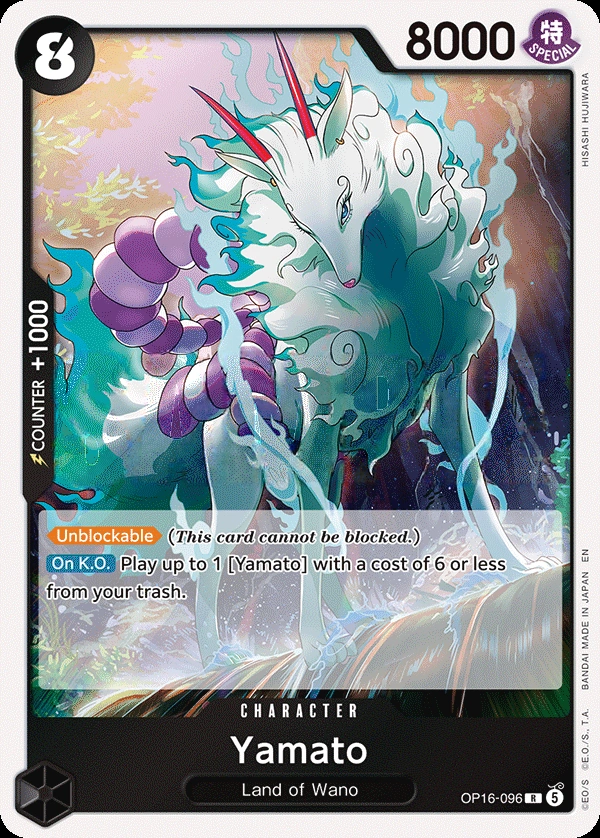 8
8000
特
SPECIAL
HISASHI HUJIWARA
COUNTER +1000
Unblockable (This card cannot be blocked.)
On K.O. Play up to 1 [Yamato] with a cost of 6 or less
from your trash.
CHARACTER
Yamato
Land of Wano
OP16-096 R 5
©EO/S ©E.O./S., T.A. BANDAI MADE IN JAPAN EN